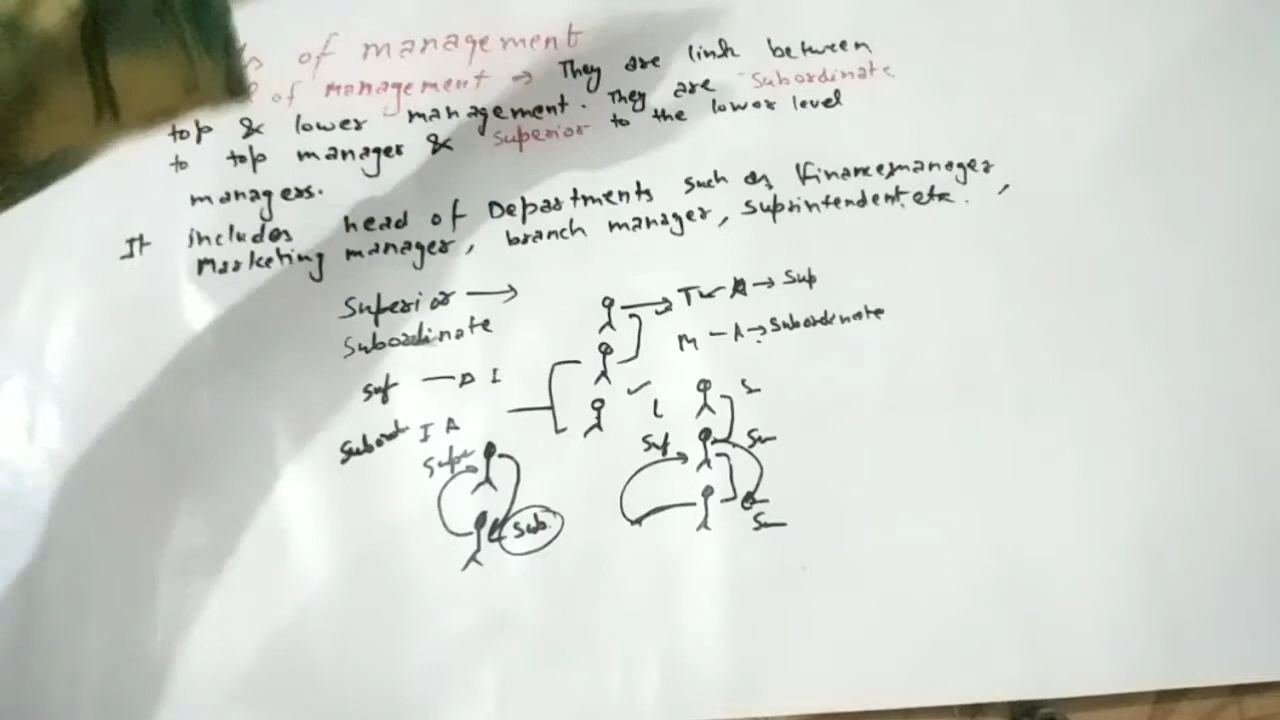 of management
of management → They are link between
top & lower management. They are subordinate
to top manager & superior to the lower level
managers.
It includes head of Departments such as Finance manager,
Marketing manager, branch manager, suprintendent etc.
Superior →
Subordinate
→ Sup
M - A → Subordinate
I A
Sup
Supe
Sub.